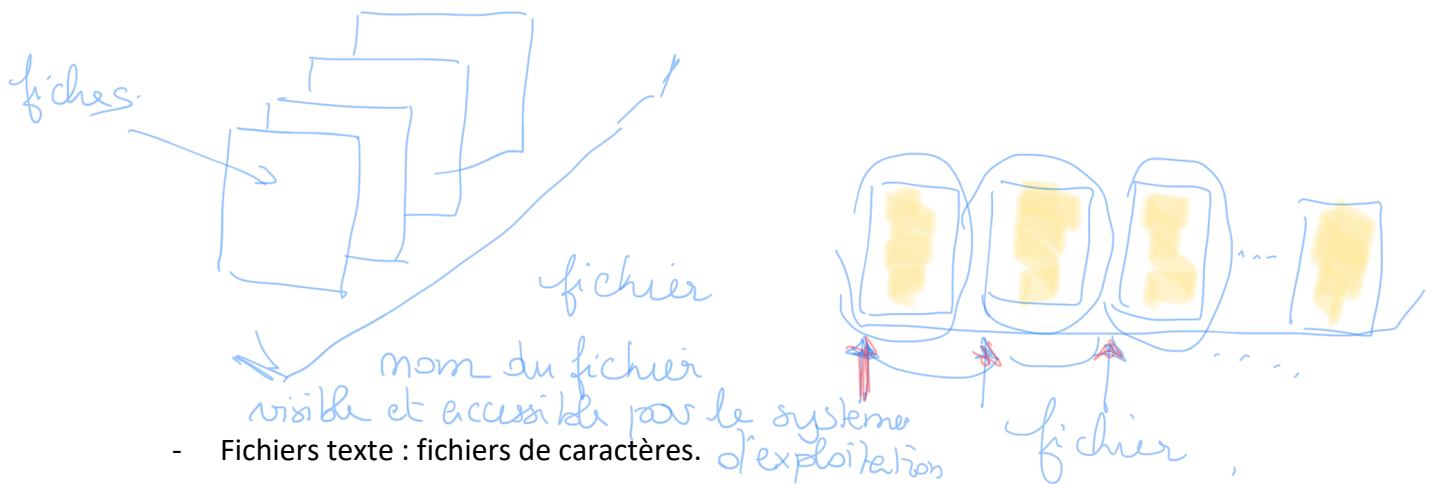 fiches.
fichier
nom du fichier
visible et accessible par le système
d'exploitation
fichier
- Fichiers texte : fichiers de caractères.